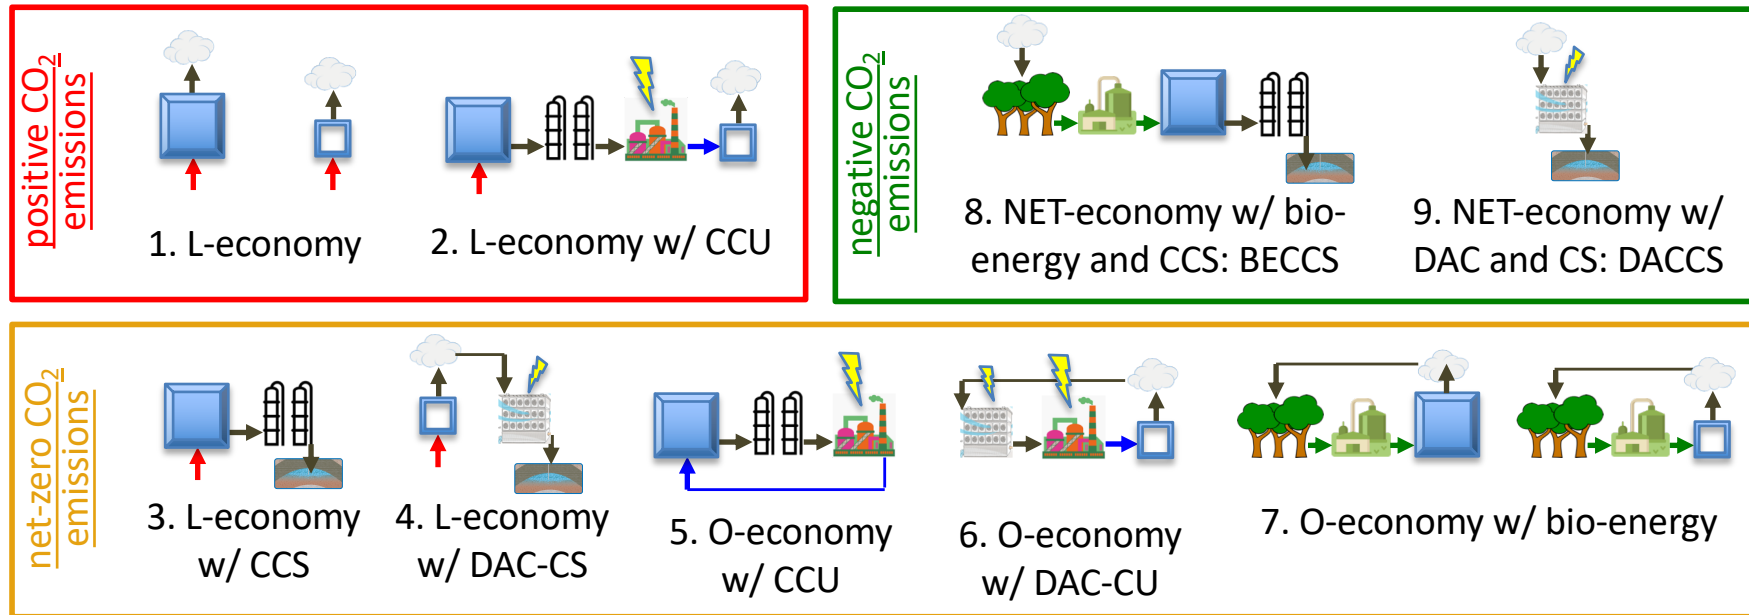 positive CO2
emissions
1. L-economy
2. L-economy w/ CCU
negative CO2
emissions
8. NET-economy w/ bio-
energy and CCS: BECCS
9. NET-economy w/
DAC and CS: DACCS
net-zero CO2
emissions
3. L-economy
w/ CCS
4. L-economy
w/ DAC-CS
5. O-economy
w/ CCU
6. O-economy
w/ DAC-CU
7. O-economy w/ bio-energy